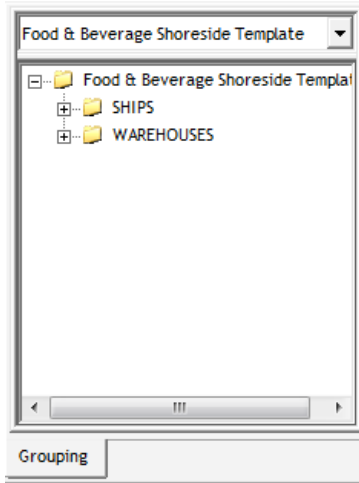 Food & Beverage Shoreside Template
Food & Beverage Shoreside Templat
SHIPS
WAREHOUSES
Grouping